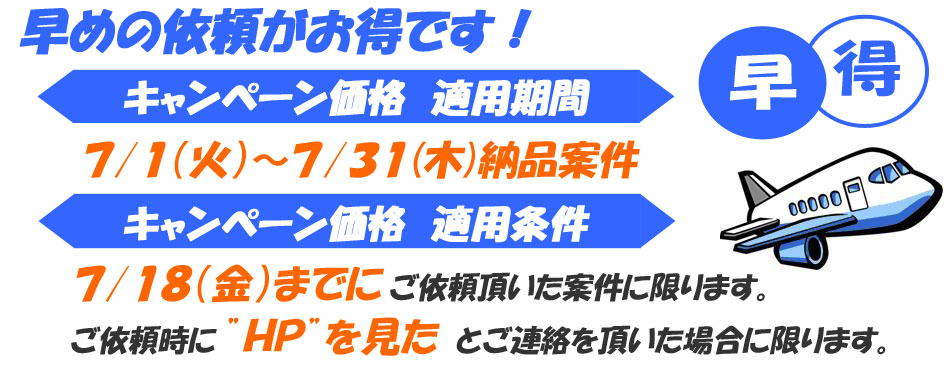 早めの依頼がお得です！
早得
キャンペーン価格 適用期間
7/1(火)～7/31(木)納品案件
キャンペーン価格 適用条件
7/18(金)までにご依頼頂いた案件に限ります。
ご依頼時に"HP"を見た とご連絡を頂いた場合に限ります。